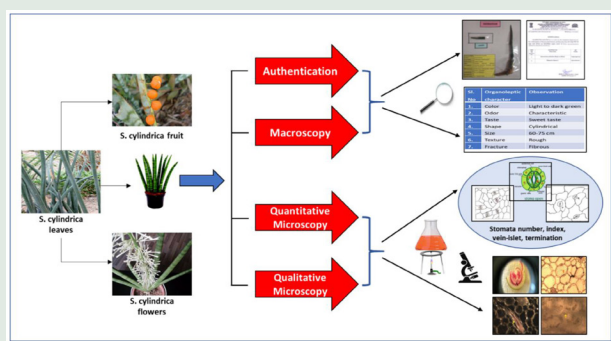 S. cylindrica fruit
S. cylindrica
leaves
S. cylindrica
flowers
Authentication
Macroscopy
Quantitative
Microscopy
Qualitative
Microscopy
Sl. No Organoleptic character Observation
1. Color Light to dark green
2. Odor Characteristic
3. Taste Sweet taste
4. Shape Cylindrical
5. Size 60-75 cm
6. Texture Rough
7. Fracture Fibrous
Stomata number, index,
vein-islet, termination